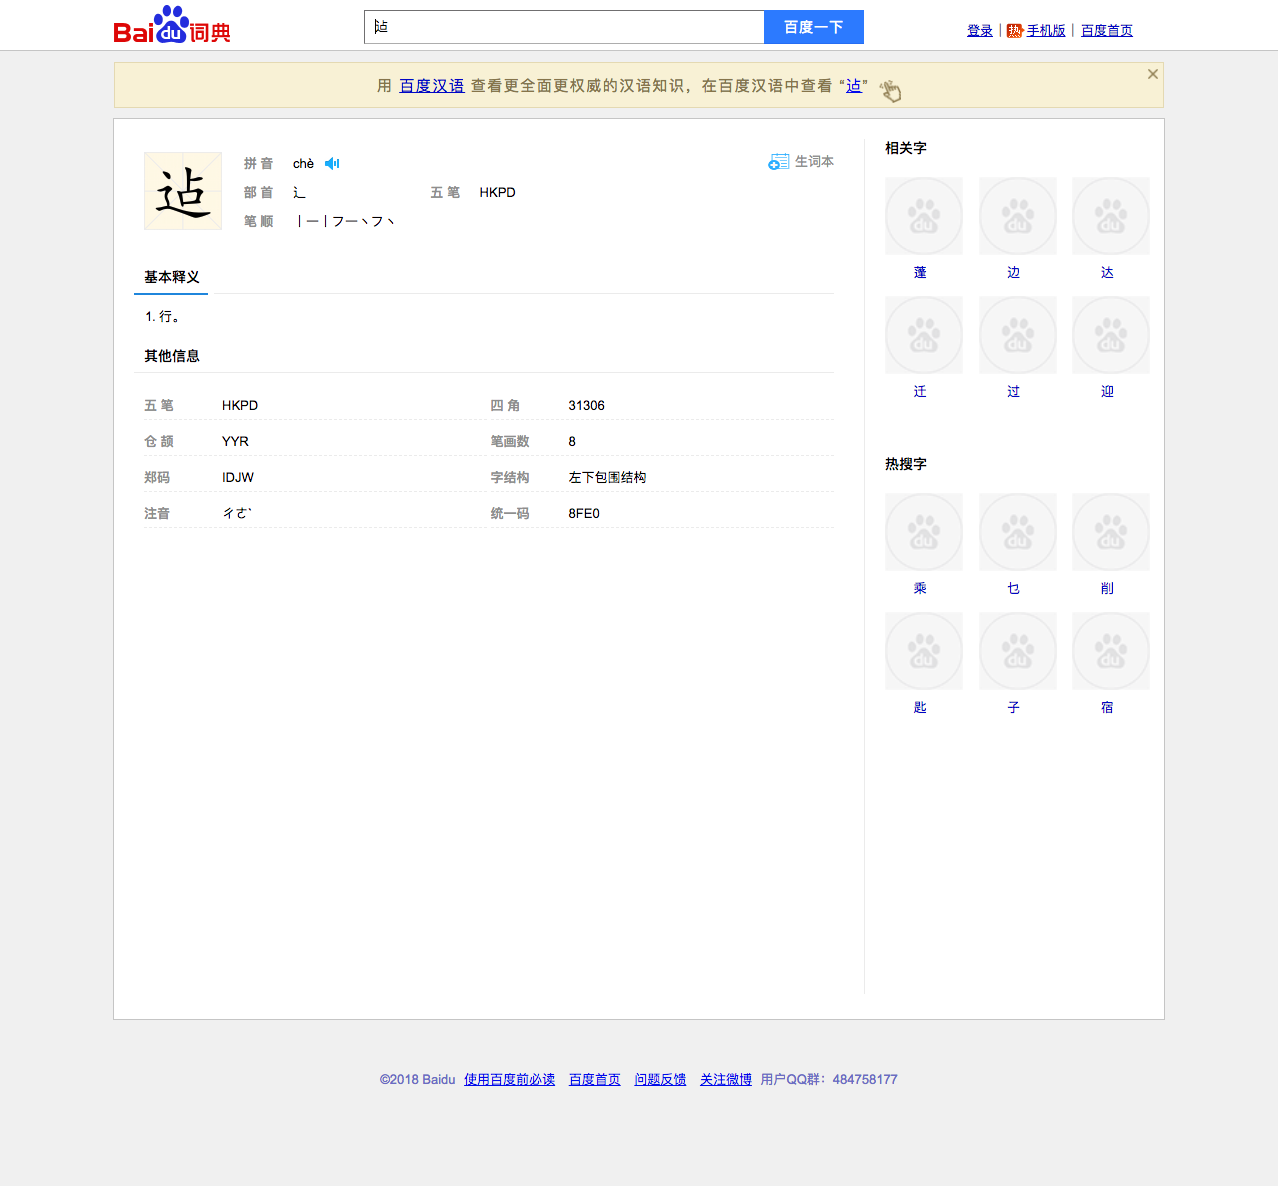 Baidu词典
迠
百度一下
登录 | 热 手机版 | 百度首页
用 百度汉语 查看更全面更权威的汉语知识，在百度汉语中查看 “迠”
迠
拼 音 chè
生词本
部 首 辶 五 笔 HKPD
笔 顺 丨一丨フ一丶フ丶
基本释义
1. 行。
其他信息
五 笔 HKPD 四 角 31306
仓 颉 YYR 笔画数 8
郑码 IDJW 字结构 左下包围结构
注音 ㄔㄜˋ 统一码 8FE0
相关字
蓬 边 达
迁 过 迎
热搜字
乘 乜 削
匙 子 宿
©2018 Baidu 使用百度前必读 百度首页 问题反馈 关注微博 用户QQ群：484758177